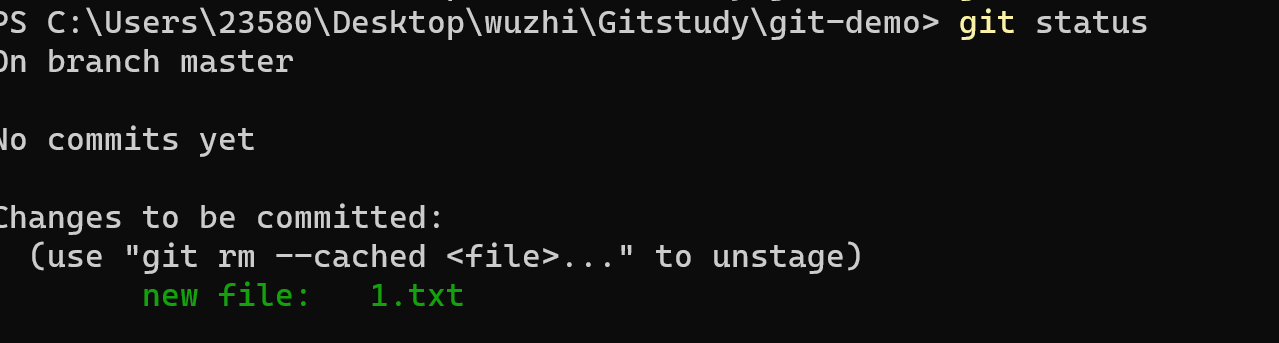 PS C:\Users\23580\Desktop\wuzhi\Gitstudy\git-demo> git status
On branch master
No commits yet
Changes to be committed:
  (use "git rm --cached <file>..." to unstage)
        new file:   1.txt